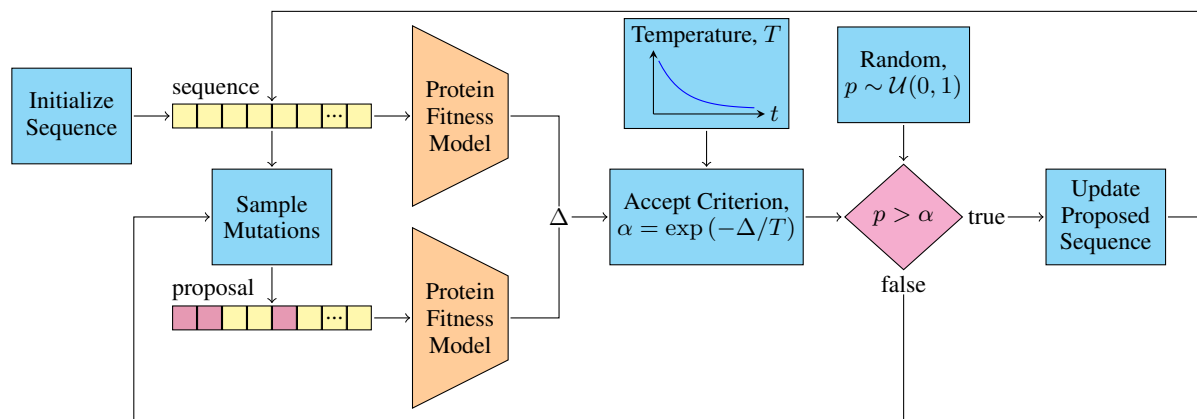 Initialize
Sequence
sequence
...
Sample
Mutations
proposal
...
Protein
Fitness
Model
Protein
Fitness
Model
Δ
Temperature, T
t
Accept Criterion,
α = exp (−Δ/T)
Random,
p ∼ 𝒰(0, 1)
p > α
true
false
Update
Proposed
Sequence